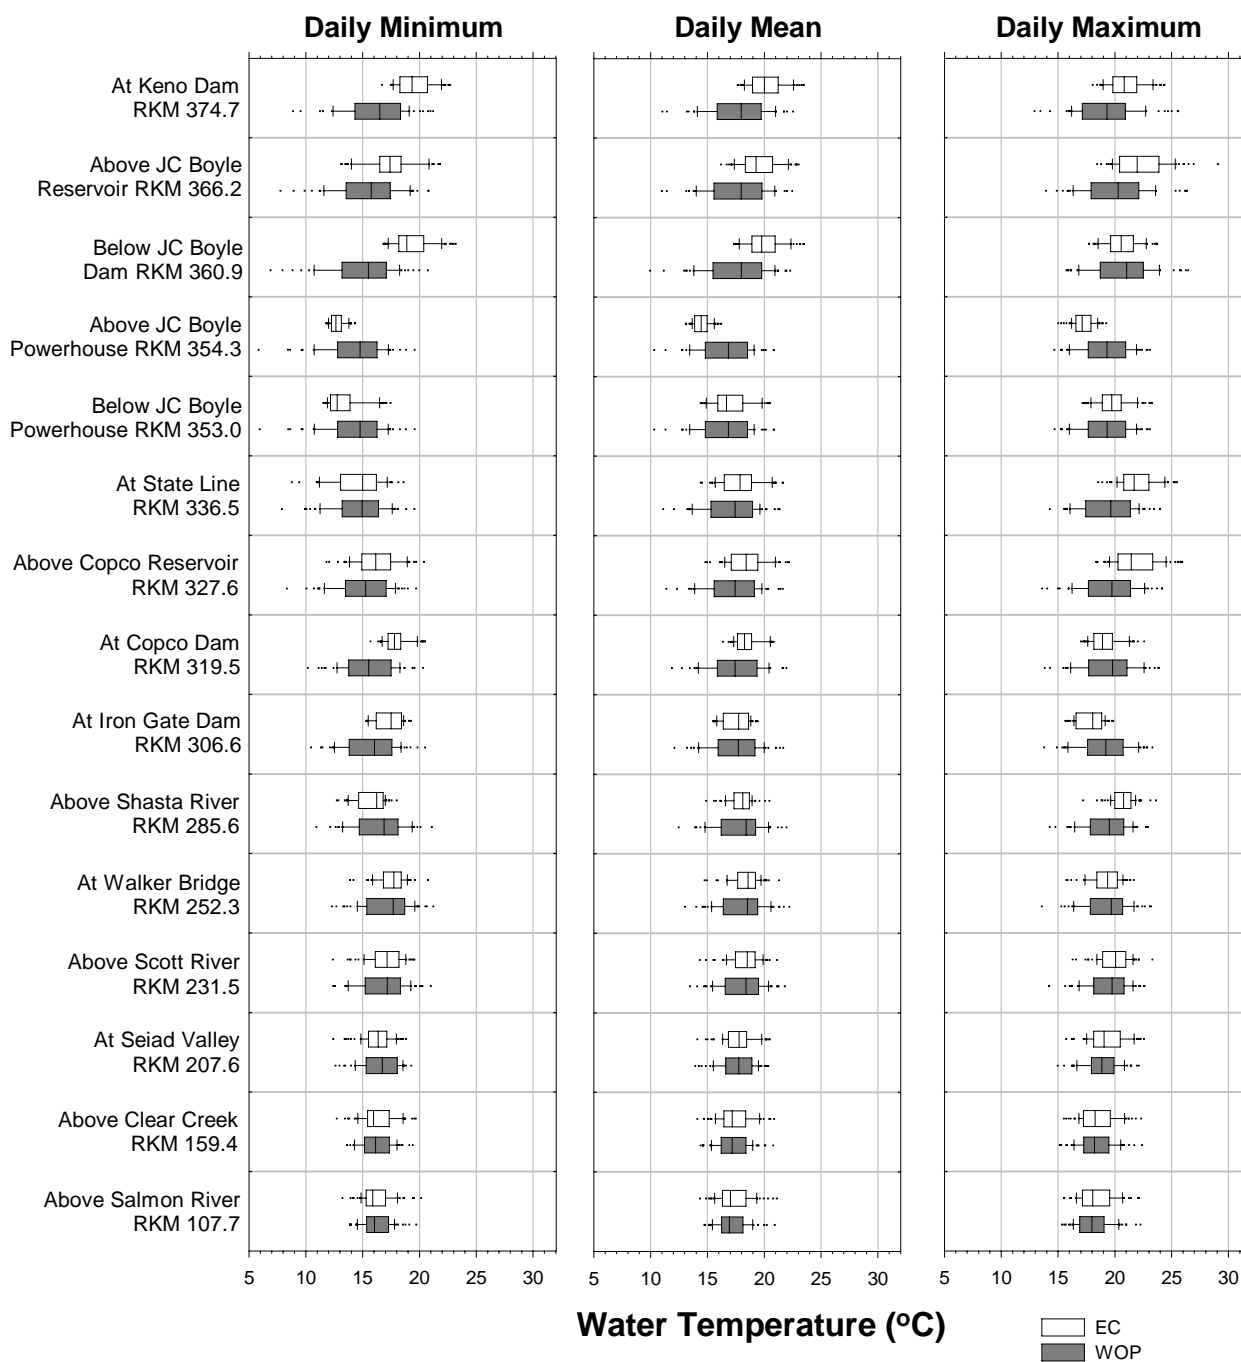 Daily Minimum
Daily Mean
Daily Maximum
At Keno Dam
RKM 374.7
Above JC Boyle
Reservoir RKM 366.2
Below JC Boyle
Dam RKM 360.9
Above JC Boyle
Powerhouse RKM 354.3
Below JC Boyle
Powerhouse RKM 353.0
At State Line
RKM 336.5
Above Copco Reservoir
RKM 327.6
At Copco Dam
RKM 319.5
At Iron Gate Dam
RKM 306.6
Above Shasta River
RKM 285.6
At Walker Bridge
RKM 252.3
Above Scott River
RKM 231.5
At Seiad Valley
RKM 207.6
Above Clear Creek
RKM 159.4
Above Salmon River
RKM 107.7
5 10 15 20 25 30
5 10 15 20 25 30
5 10 15 20 25 30
Water Temperature (ºC)
EC
WOP